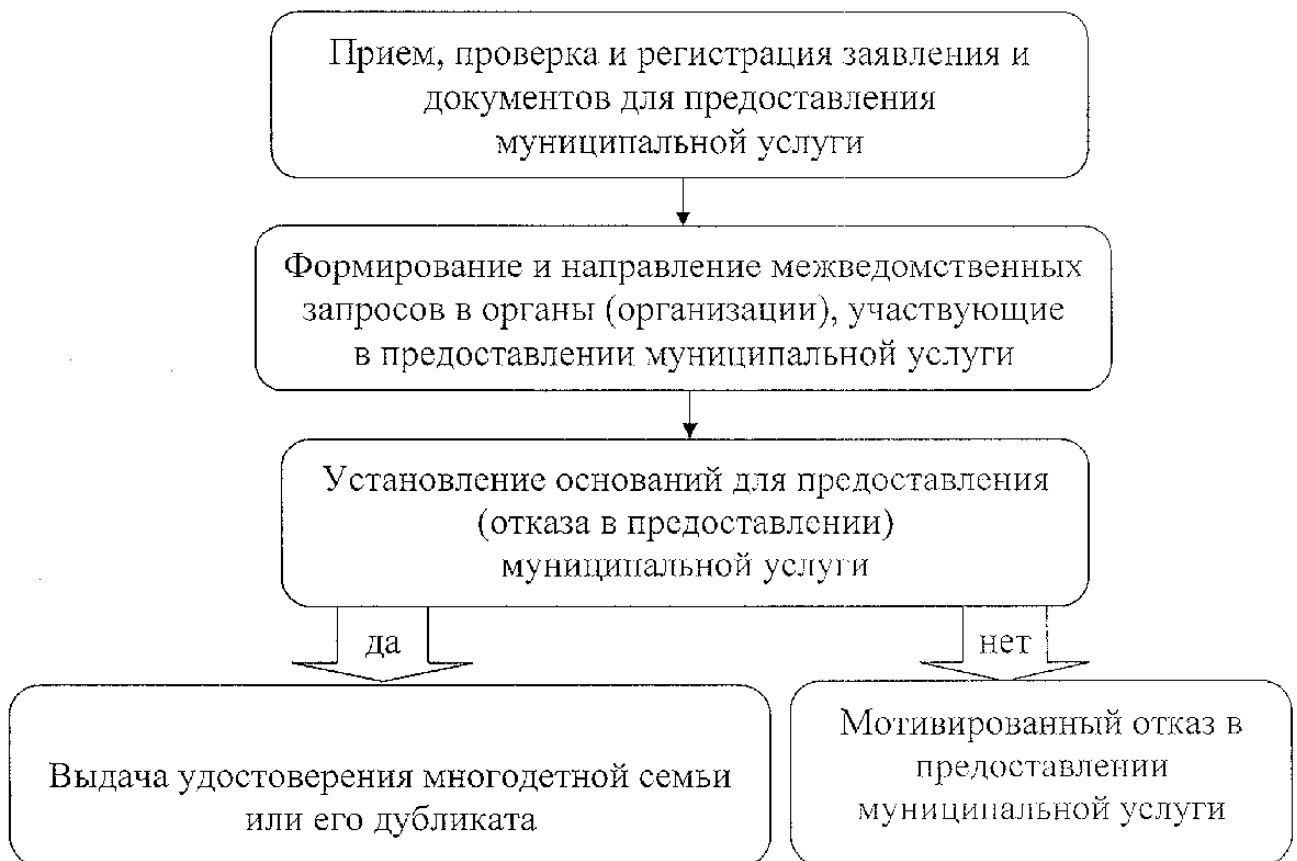 Прием, проверка и регистрация заявления и
документов для предоставления
муниципальной услуги
Формирование и направление межведомственных
запросов в органы (организации), участвующие
в предоставлении муниципальной услуги
Установление оснований для предоставления
(отказа в предоставлении)
муниципальной услуги
да
нет
Выдача удостоверения многодетной семьи
или его дубликата
Мотивированный отказ в
предоставлении
муниципальной услуги